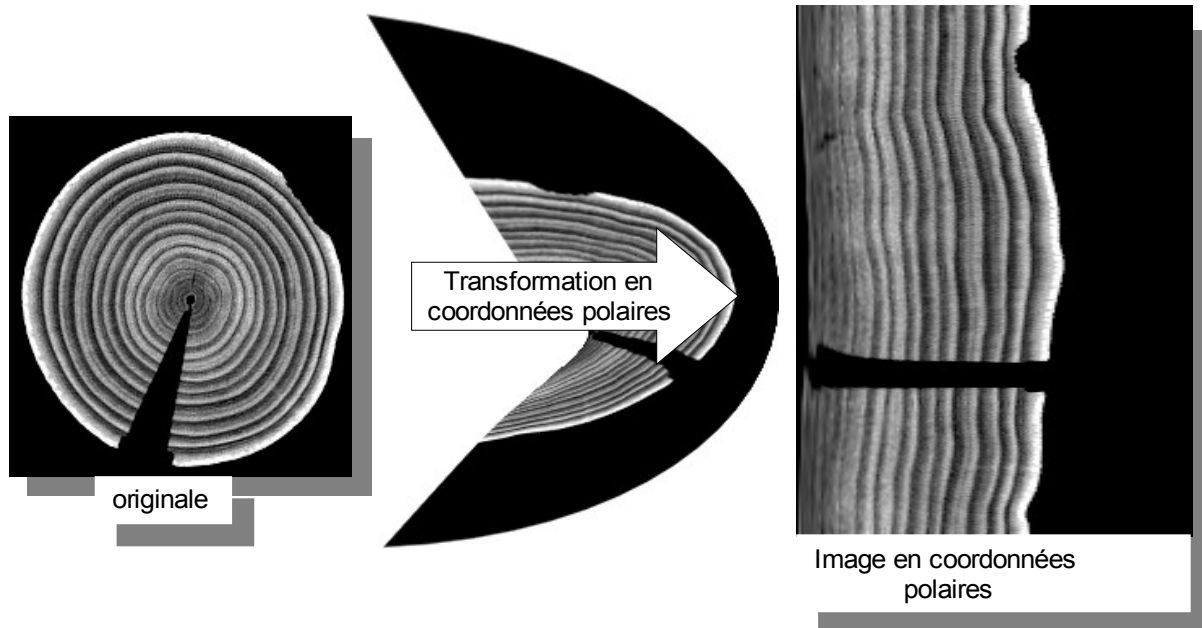 originale
Transformation en
coordonnées polaires
Image en coordonnées
polaires